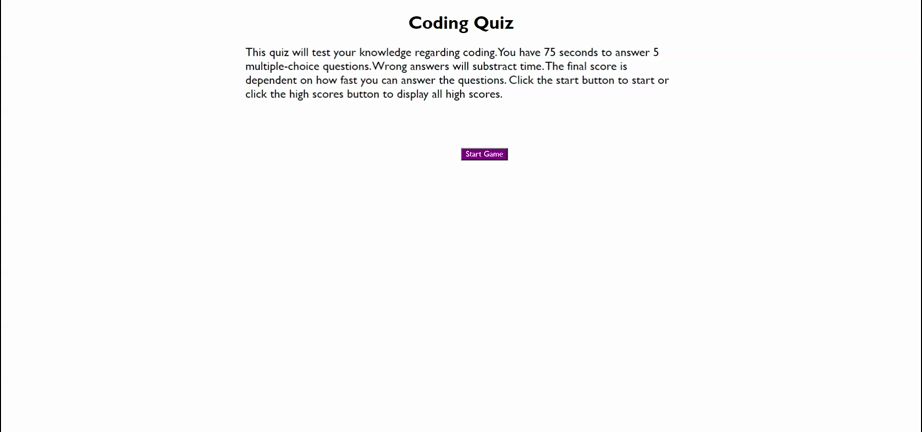 Coding Quiz
This quiz will test your knowledge regarding coding.You have 75 seconds to answer 5
multiple-choice questions.Wrong answers will substract time.The final score is
dependent on how fast you can answer the questions. Click the start button to start or
click the high scores button to display all high scores.
Start Game